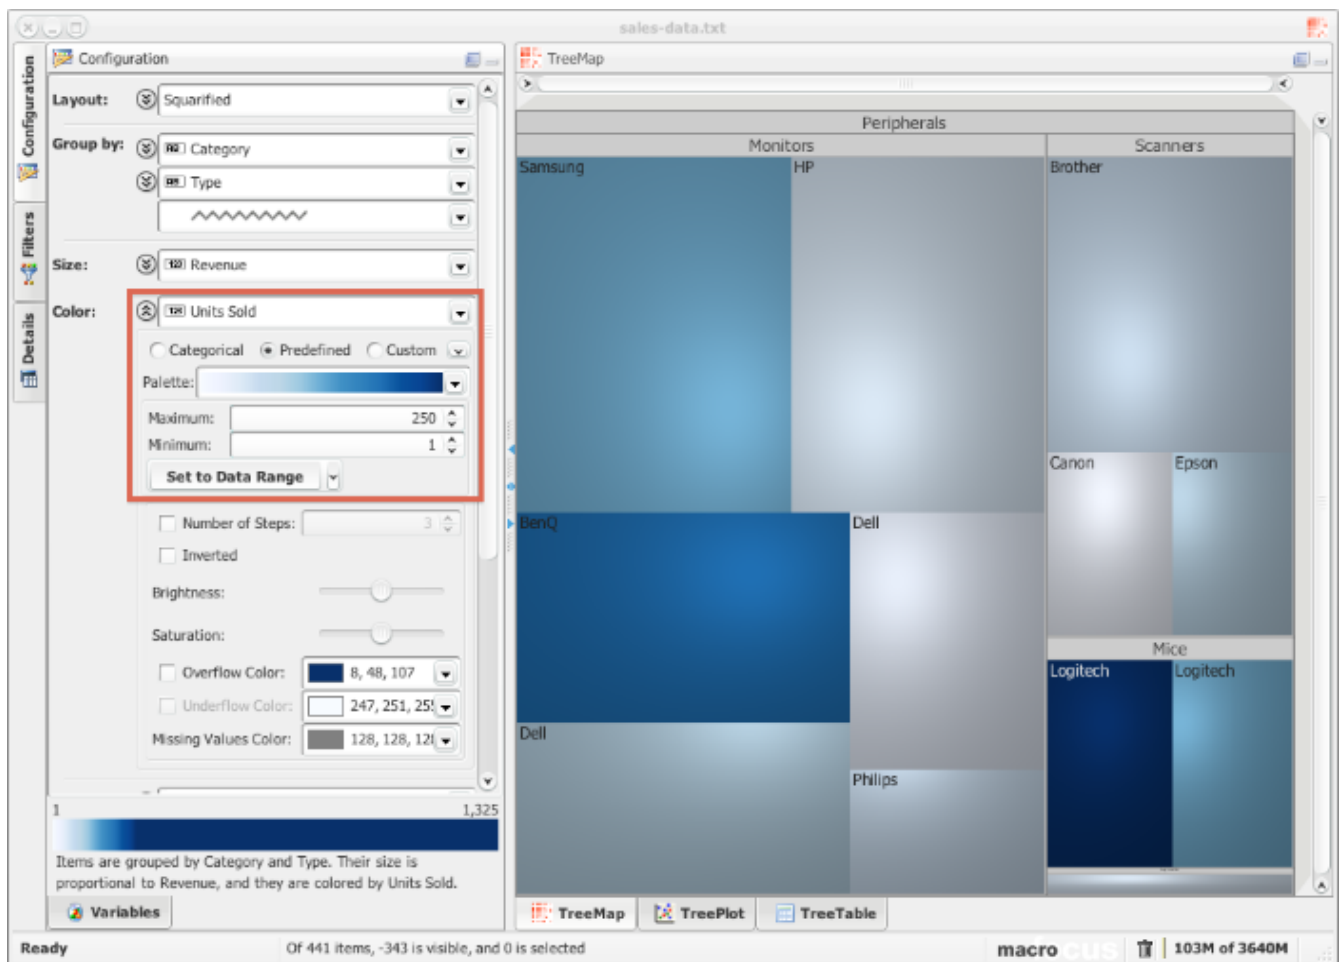 sales-data.txt
Configuration
Filters
Details
Configuration
Layout: Squarified
Group by: Category
Type
Size: Revenue
Color: Units Sold
Categorical Predefined Custom
Palette:
Maximum: 250
Minimum: 1
Set to Data Range
Number of Steps: 3
Inverted
Brightness:
Saturation:
Overflow Color: 8, 48, 107
Underflow Color: 247, 251, 25
Missing Values Color: 128, 128, 12
1 1,325
Items are grouped by Category and Type. Their size is
proportional to Revenue, and they are colored by Units Sold.
Variables
TreeMap
Peripherals
Monitors Scanners
Samsung HP Brother
Canon Epson
BenQ Dell
Mice
Logitech Logitech
Dell
Philips
TreeMap TreePlot TreeTable
Ready Of 441 items, -343 is visible, and 0 is selected macrocus 103M of 3640M